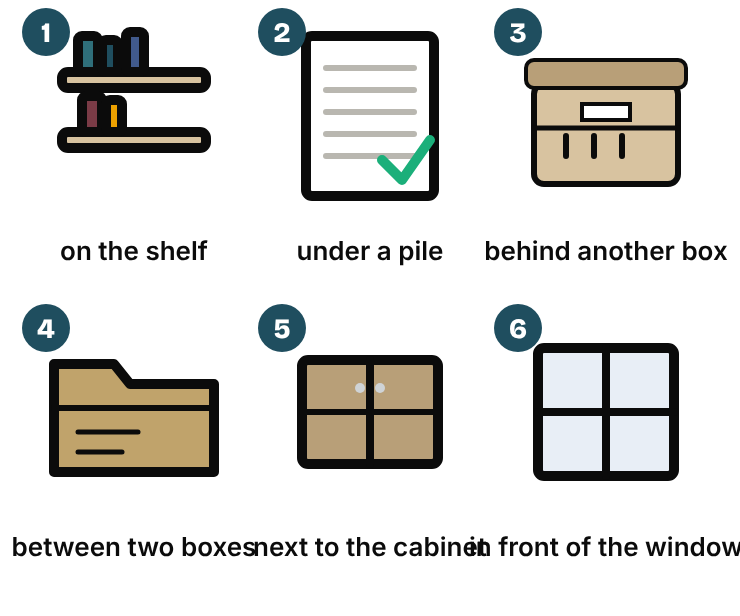 1
2
3
on the shelf
under a pile
behind another box
4
5
6
between two boxes
next to the cabinet
in front of the window